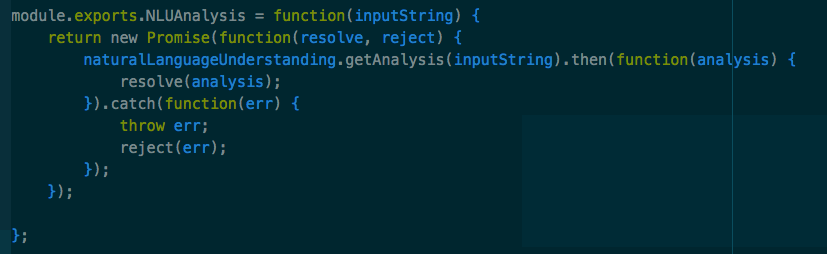 module.exports.NLUAnalysis = function(inputString) {
    return new Promise(function(resolve, reject) {
        naturalLanguageUnderstanding.getAnalysis(inputString).then(function(analysis) {
            resolve(analysis);
        }).catch(function(err) {
            throw err;
            reject(err);
        });
    });

};